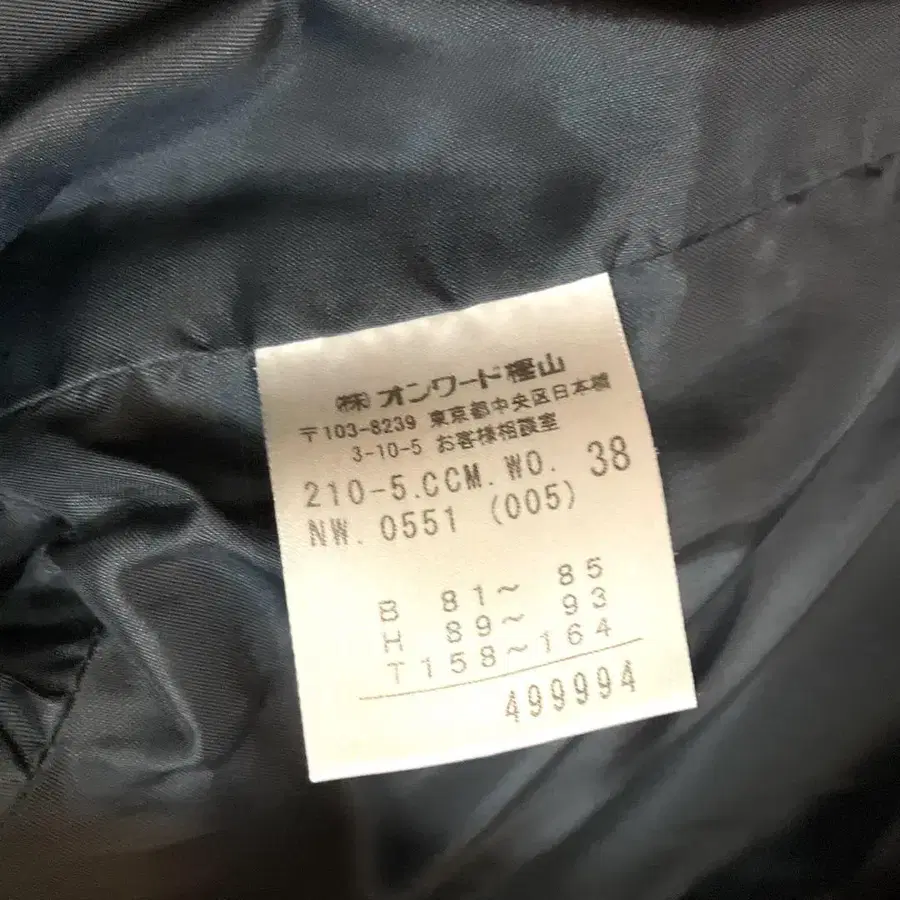 ㈱オンワード樫山
〒103-8239 東京都中央区日本橋
3-10-5 お客様相談室
210-5.CCM.WO. 38
NW.0551 (005)
B 81～ 85
H 89～ 93
T158～164
499994